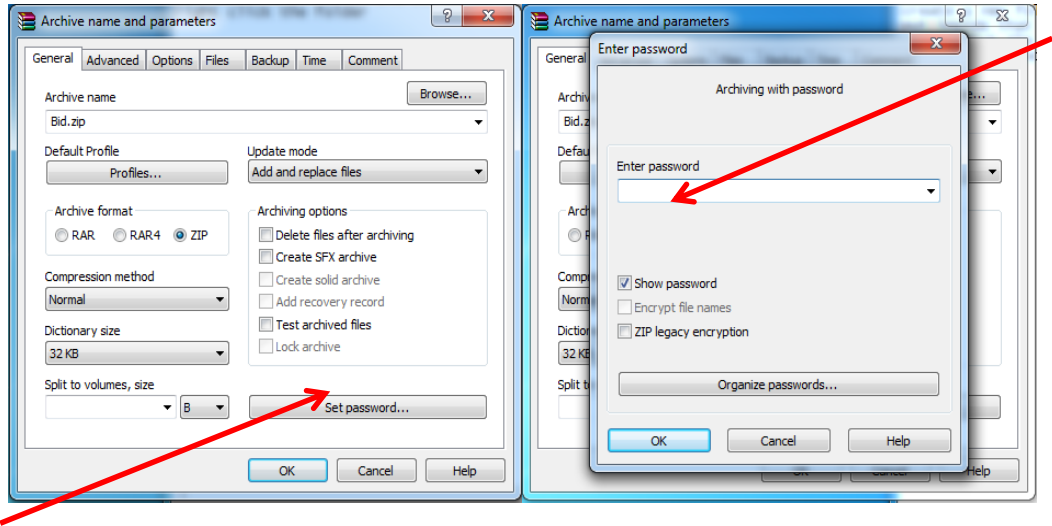 Archive name and parameters
General Advanced Options Files Backup Time Comment
Archive name Browse...
Bid.zip
Default Profile Update mode
Profiles... Add and replace files
Archive format Archiving options
RAR RAR4 ZIP Delete files after archiving
Create SFX archive
Compression method Create solid archive
Normal Add recovery record
Dictionary size Test archived files
32 KB Lock archive
Split to volumes, size
B Set password...
OK Cancel Help
Archive name and parameters
General
Bid.z
Enter password
Archiving with password
Enter password
Show password
Encrypt file names
ZIP legacy encryption
Organize passwords...
OK Cancel Help
Help